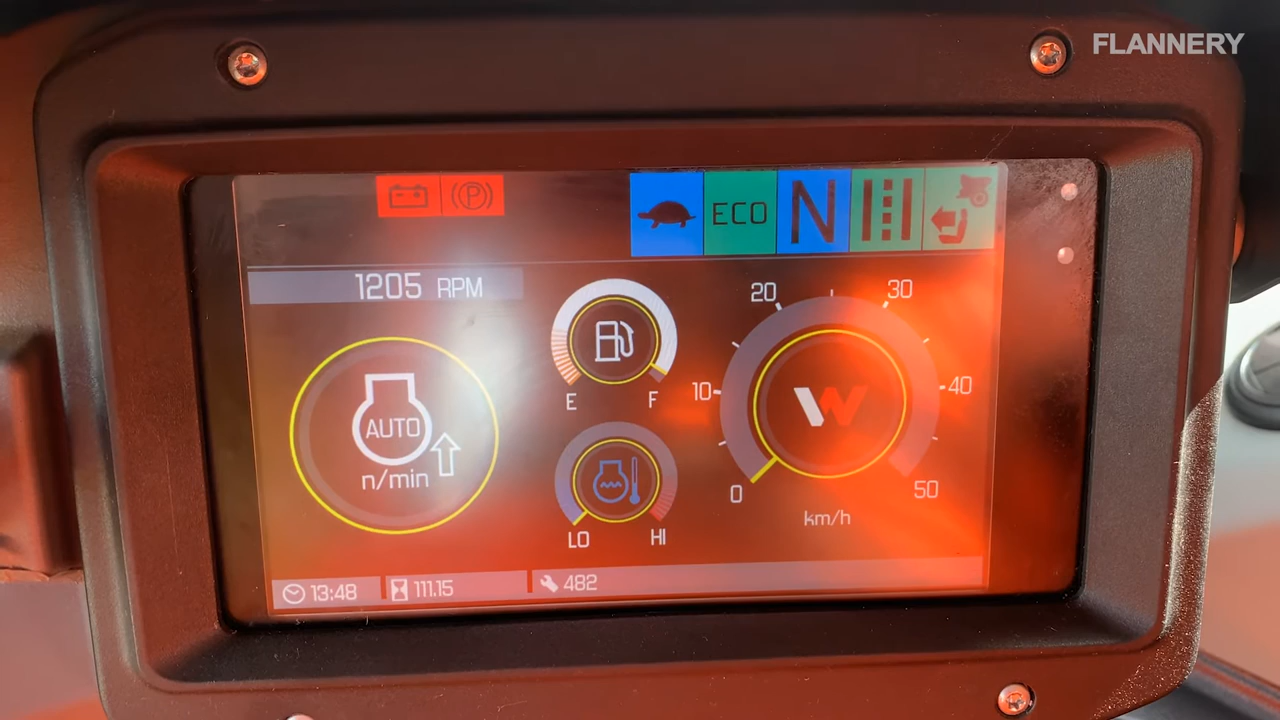 FLANNERY
P
ECO
N
1205 RPM
AUTO
n/min
E
F
LO
HI
0
10
20
30
40
50
km/h
13:48
111.15
482